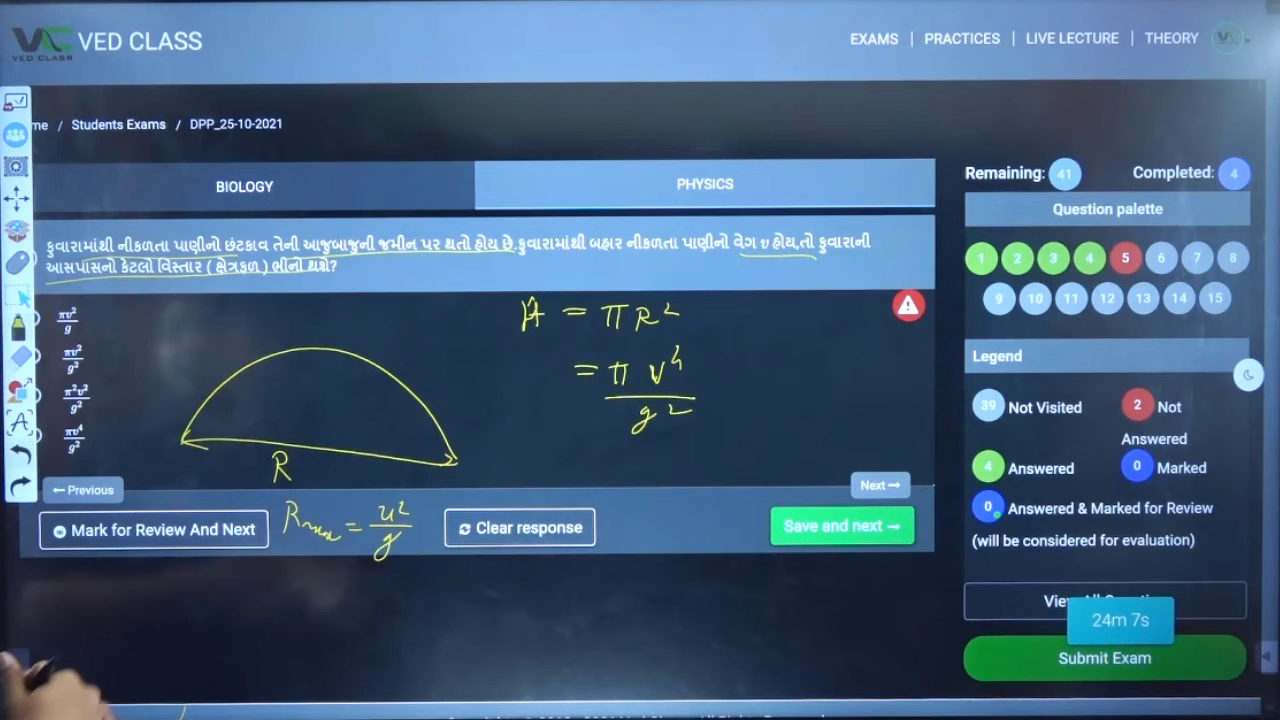 VED CLASS
VED CLASS
EXAMS | PRACTICES | LIVE LECTURE | THEORY
me / Students Exams / DPP_25-10-2021
BIOLOGY
PHYSICS
ફુવારામાંથી નીકળતા પાણીનો છંટકાવ તેની આજુબાજુની જમીન પર થતો હોય છે.ફુવારામાંથી બહાર નીકળતા પાણીનો વેગ v હોય,તો ફુવારાની
આસપાસનો કેટલો વિસ્તાર ( ક્ષેત્રફળ ) ભીનો થશે?
πv²/g
πv²/g²
π²v²/g²
πv⁴/g²
A = πR²
= πv⁴/g²
R
Rmax = u²/g
← Previous
Next →
Mark for Review And Next
Clear response
Save and next →
Remaining: 41
Completed: 4
Question palette
1 2 3 4 5 6 7 8
9 10 11 12 13 14 15
Legend
39 Not Visited
2 Not Answered
4 Answered
0 Marked
0 Answered & Marked for Review
(will be considered for evaluation)
24m 7s
Submit Exam